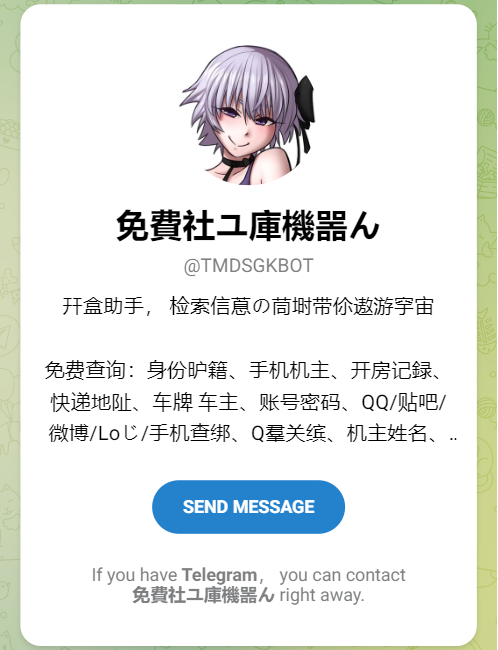 免費社ユ庫機器ん
@TMDSGKBOT
开盒助手， 检索信蒠の茼埘带伱遨游宇宙
免费查询：身份昈籍、手机机主、开房记録、
快递地阯、车牌 车主、账号密码、QQ/贴吧/
微博/Loじ/手机查绑、Q羣关缤、机主姓名、..
SEND MESSAGE
If you have Telegram， you can contact
免費社ユ庫機器ん right away.